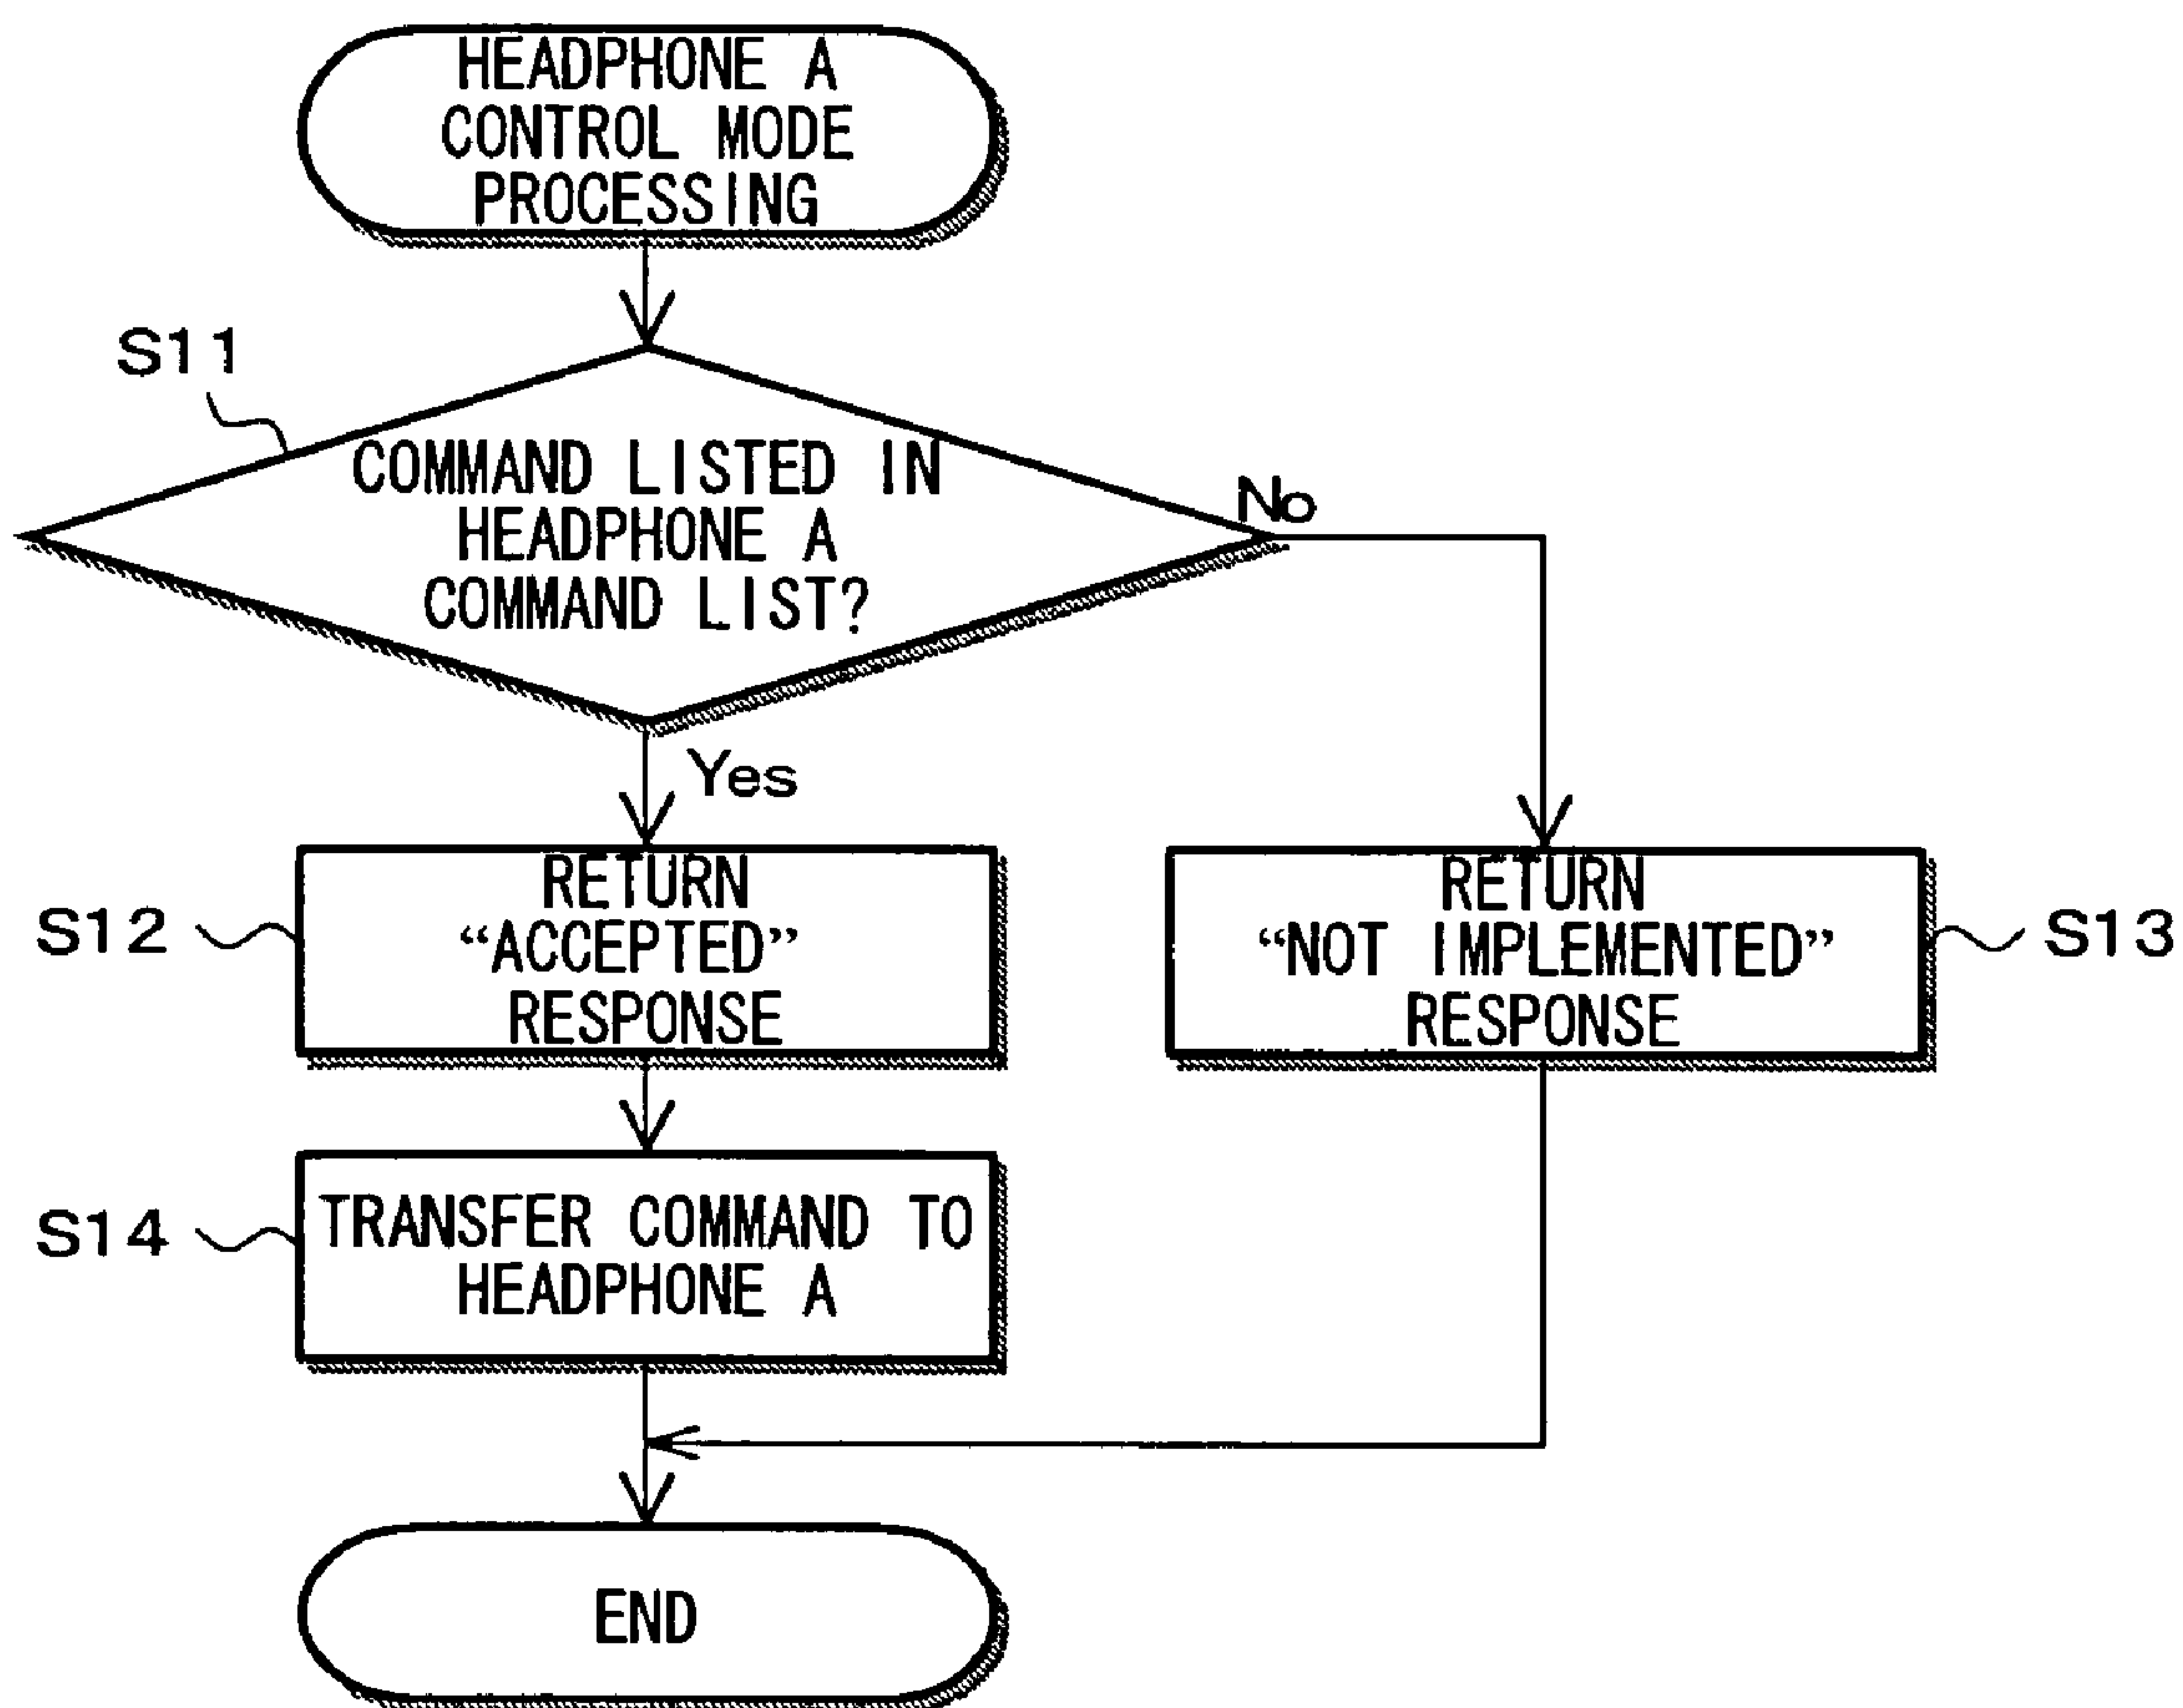 HEADPHONE A
CONTROL MODE
PROCESSING
S11
COMMAND LISTED IN
HEADPHONE A
COMMAND LIST?
No
Yes
S12
RETURN
“ACCEPTED”
RESPONSE
RETURN
“NOT IMPLEMENTED”
RESPONSE
S13
S14
TRANSFER COMMAND TO
HEADPHONE A
END